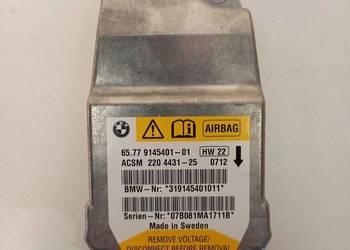 AIRBAG
65.77 9145401-01 HW 22
ACSM 220 4431-25 0712
BMW-Nr: *319145401011*
Serien-Nr: *07B081MA1711B*
Made in Sweden
REMOVE VOLTAGE/
DISCONNECT BEFORE REMOVAL